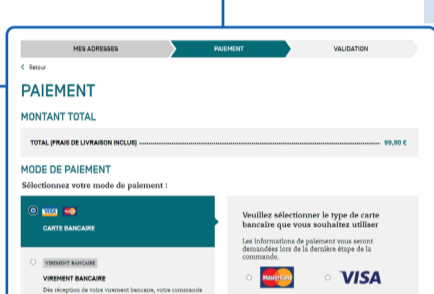 MES ADRESSES PAIEMENT VALIDATION
< Retour
PAIEMENT
MONTANT TOTAL
TOTAL (FRAIS DE LIVRAISON INCLUS) 99,90 €
MODE DE PAIEMENT
Sélectionnez votre mode de paiement :
VISA
CARTE BANCAIRE
VIREMENT BANCAIRE
VIREMENT BANCAIRE
Dès réception de votre virement bancaire, votre commande
Veuillez sélectionner le type de carte
bancaire que vous souhaitez utiliser
Les informations de paiement vous seront
demandées lors de la dernière étape de la
commande.
MasterCard VISA